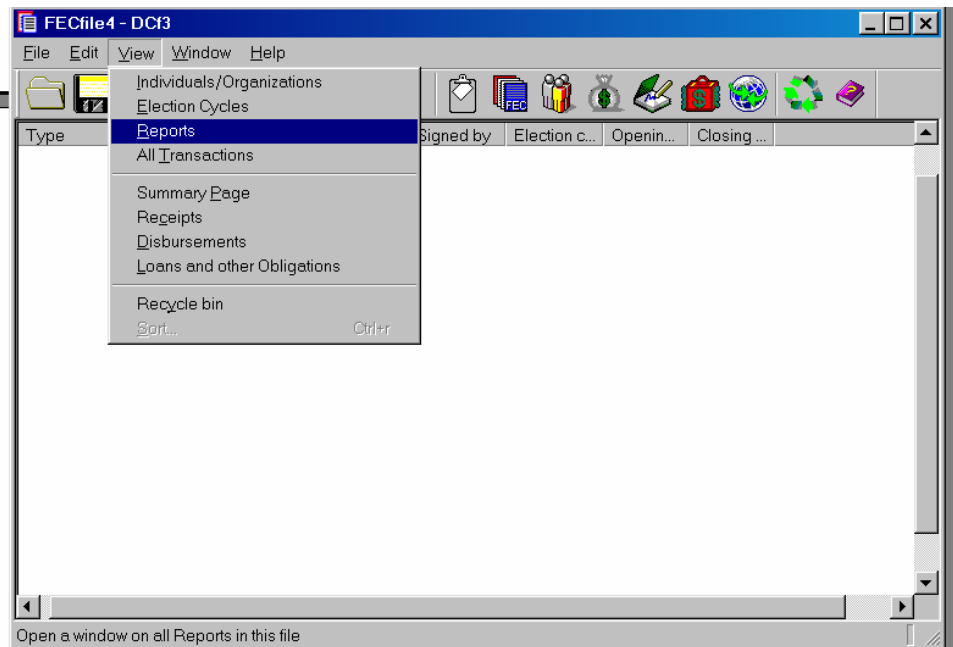 FECfile4 - DCf3
File Edit View Window Help
FEC
Individuals/Organizations
Election Cycles
Reports
All Transactions
Summary Page
Receipts
Disbursements
Loans and other Obligations
Recycle bin
Sort... Ctrl+r
Type Signed by Election c... Openin... Closing ...
Open a window on all Reports in this file